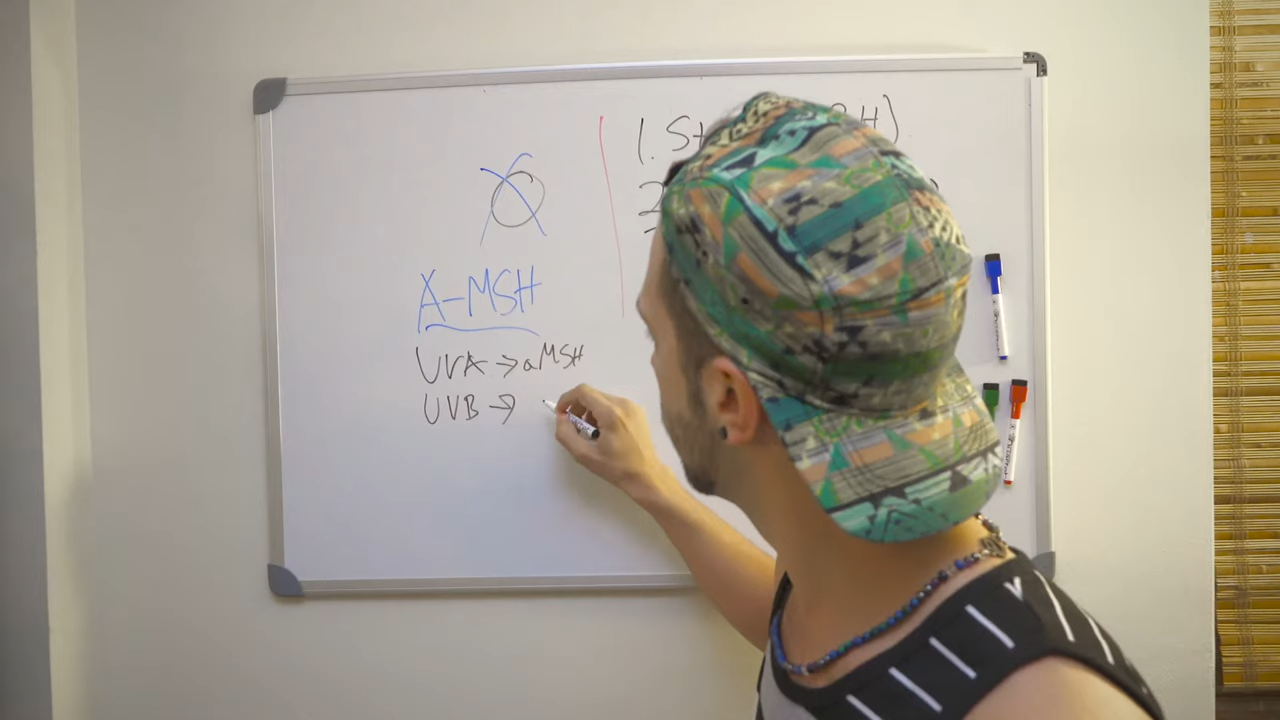 A-MSH
UVA → aMSH
UVB →
1. St H)
2